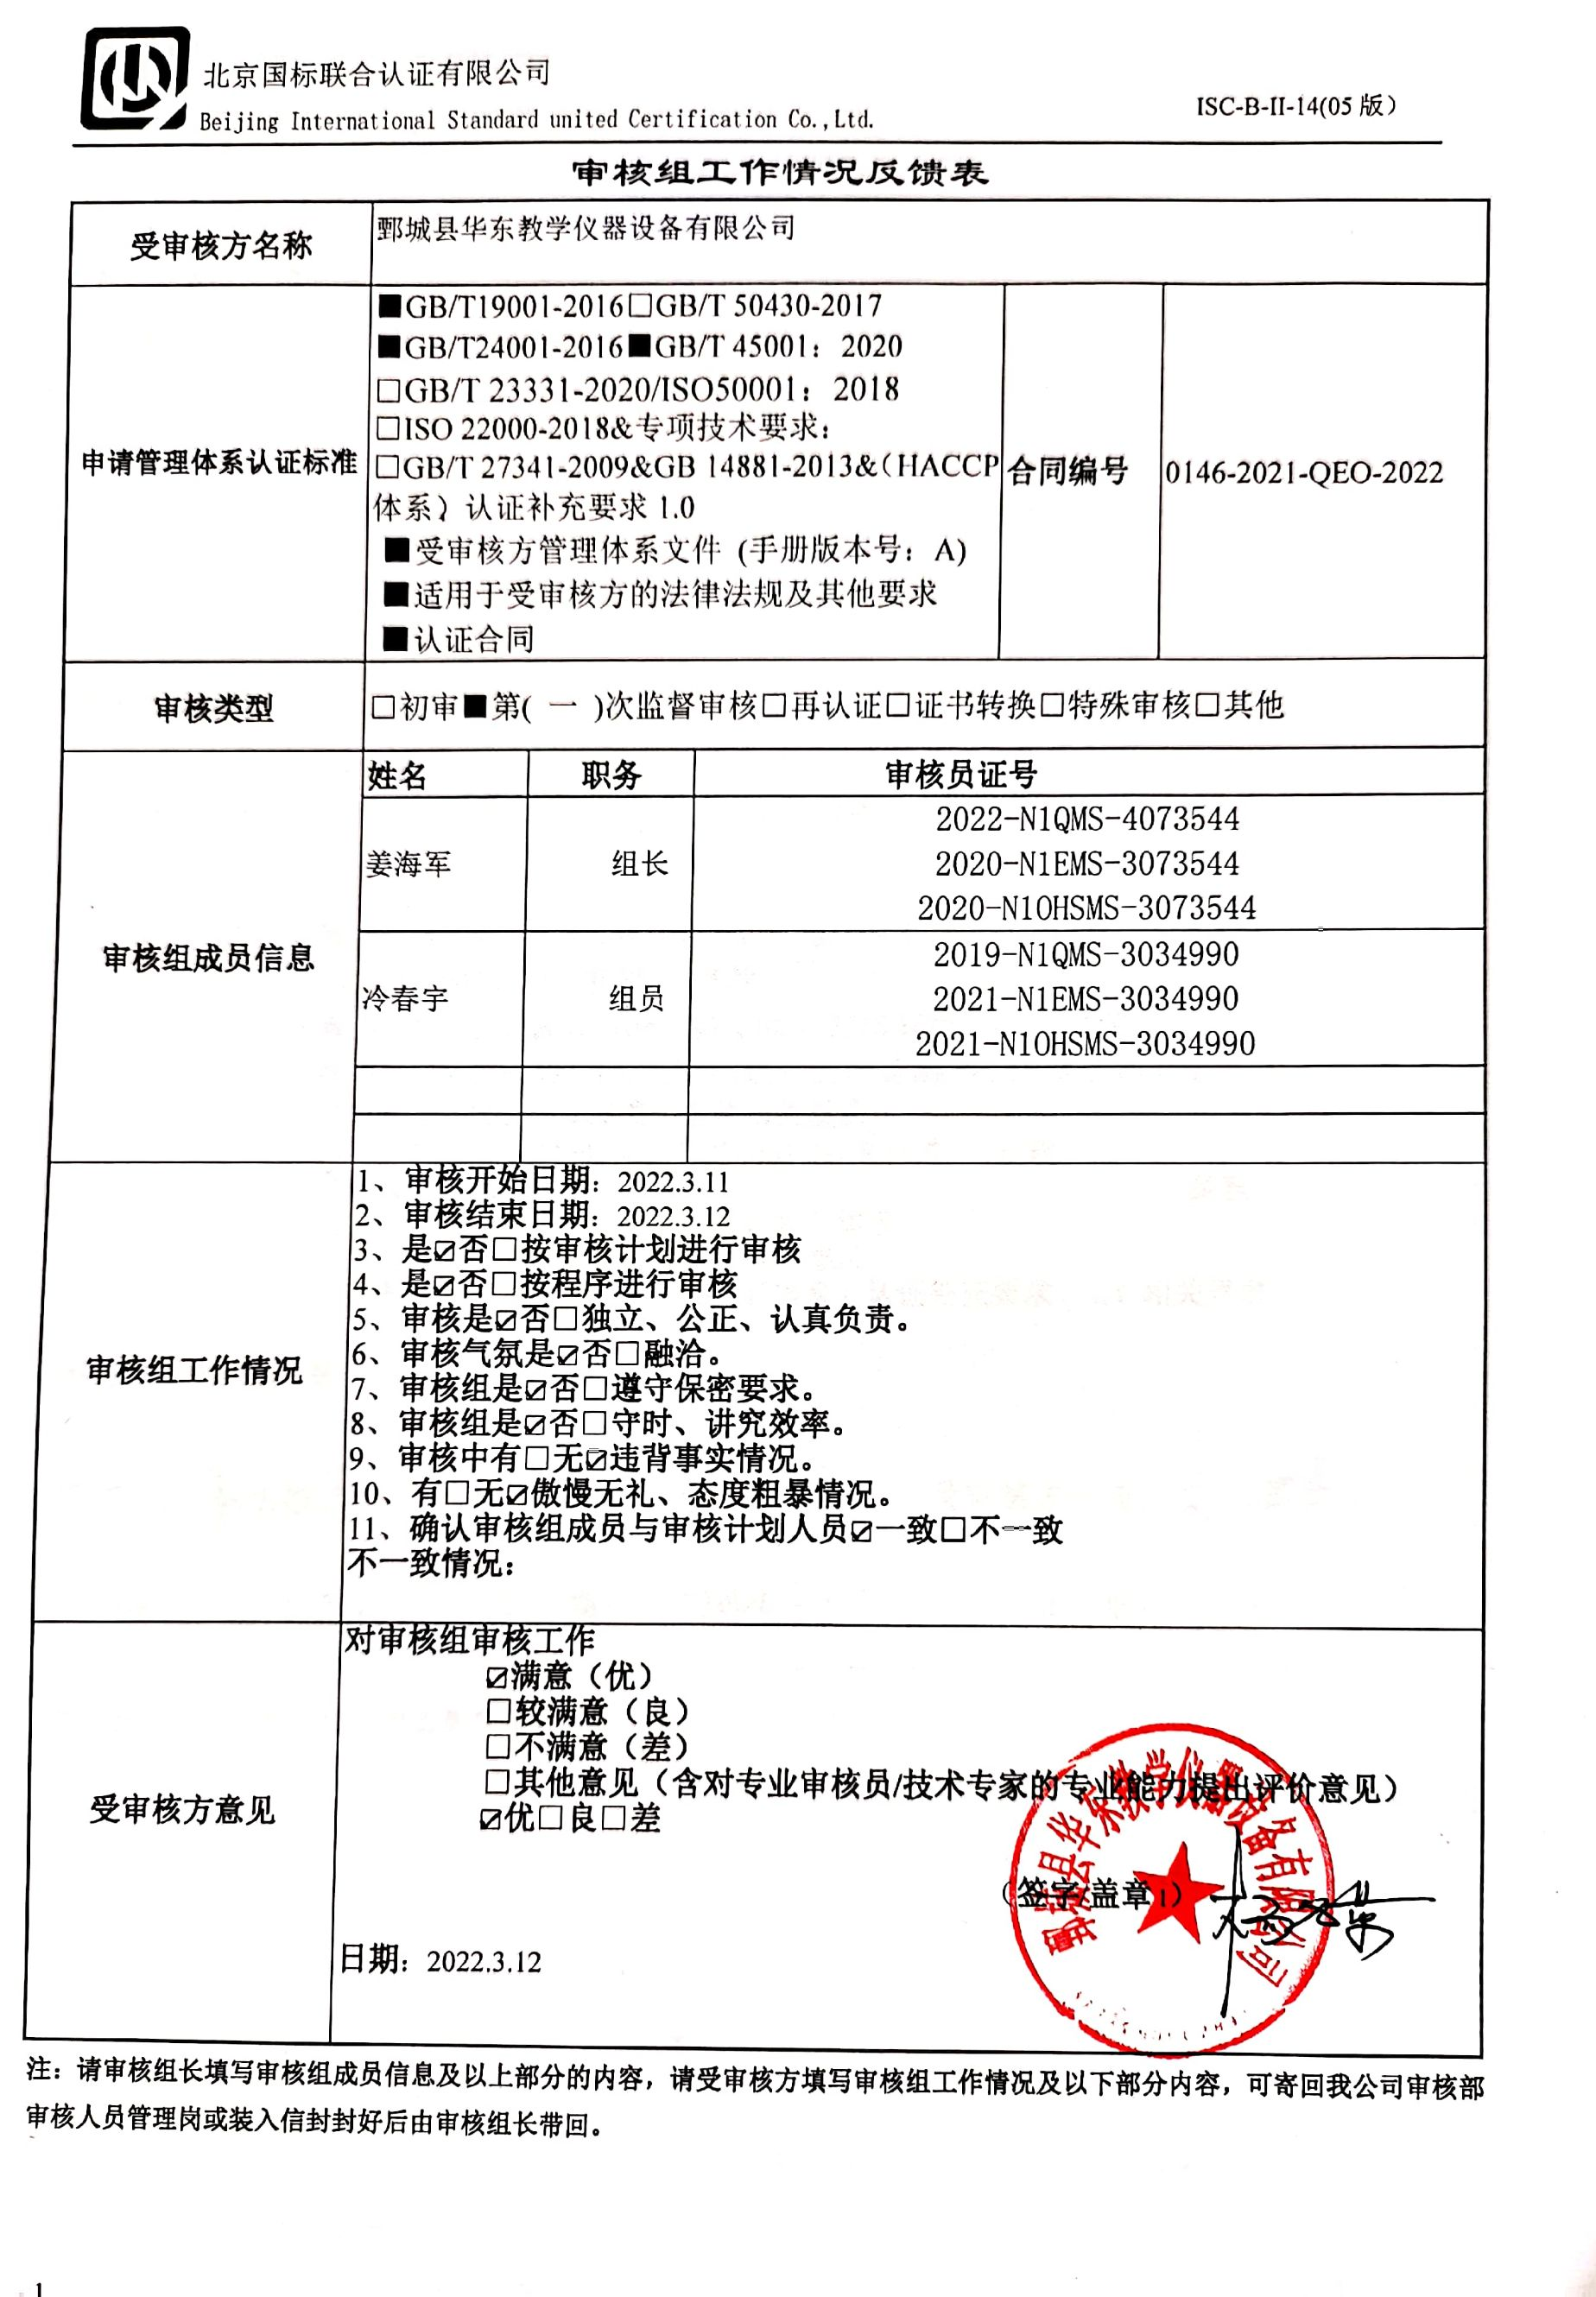 北京国标联合认证有限公司
Beijing International Standard united Certification Co.,Ltd.
ISC-B-II-14(05 版)
审核组工作情况反馈表
受审核方名称
鄄城县华东教学仪器设备有限公司
申请管理体系认证标准
■GB/T19001-2016□GB/T 50430-2017
■GB/T24001-2016■GB/T 45001：2020
□GB/T 23331-2020/ISO50001：2018
□ISO 22000-2018&专项技术要求：
□GB/T 27341-2009&GB 14881-2013&（HACCP
体系）认证补充要求 1.0
■受审核方管理体系文件 (手册版本号：A)
■适用于受审核方的法律法规及其他要求
■认证合同
合同编号
0146-2021-QEO-2022
审核类型
□初审■第( 一 )次监督审核□再认证□证书转换□特殊审核□其他
审核组成员信息
姓名 职务 审核员证号
姜海军 组长
2022-N1QMS-4073544
2020-N1EMS-3073544
2020-N1OHSMS-3073544
冷春宇 组员
2019-N1QMS-3034990
2021-N1EMS-3034990
2021-N1OHSMS-3034990
审核组工作情况
1、审核开始日期：2022.3.11
2、审核结束日期：2022.3.12
3、是☑否□按审核计划进行审核
4、是☑否□按程序进行审核
5、审核是☑否□独立、公正、认真负责。
6、审核气氛是☑否□融洽。
7、审核组是☑否□遵守保密要求。
8、审核组是☑否□守时、讲究效率。
9、审核中有□无☑违背事实情况。
10、有□无☑傲慢无礼、态度粗暴情况。
11、确认审核组成员与审核计划人员☑一致□不一致
不一致情况：
受审核方意见
对审核组审核工作
☑满意（优）
□较满意（良）
□不满意（差）
□其他意见（含对专业审核员/技术专家的专业能力提出评价意见）
☑优□良□差
鄄城县华东教学仪器设备有限公司
（签字/盖章）
日期：2022.3.12
注：请审核组长填写审核组成员信息及以上部分的内容，请受审核方填写审核组工作情况及以下部分内容，可寄回我公司审核部
审核人员管理岗或装入信封封好后由审核组长带回。
1